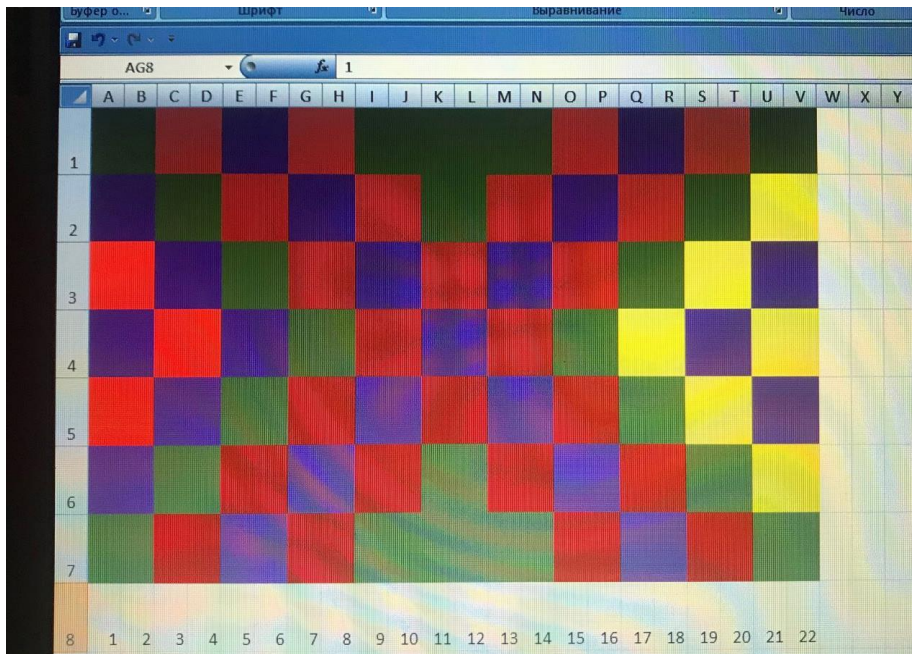 Буфер о... Шрифт Выравнивание Число
AG8 fx 1
A B C D E F G H I J K L M N O P Q R S T U V W X Y
1
2
3
4
5
6
7
8 1 2 3 4 5 6 7 8 9 10 11 12 13 14 15 16 17 18 19 20 21 22